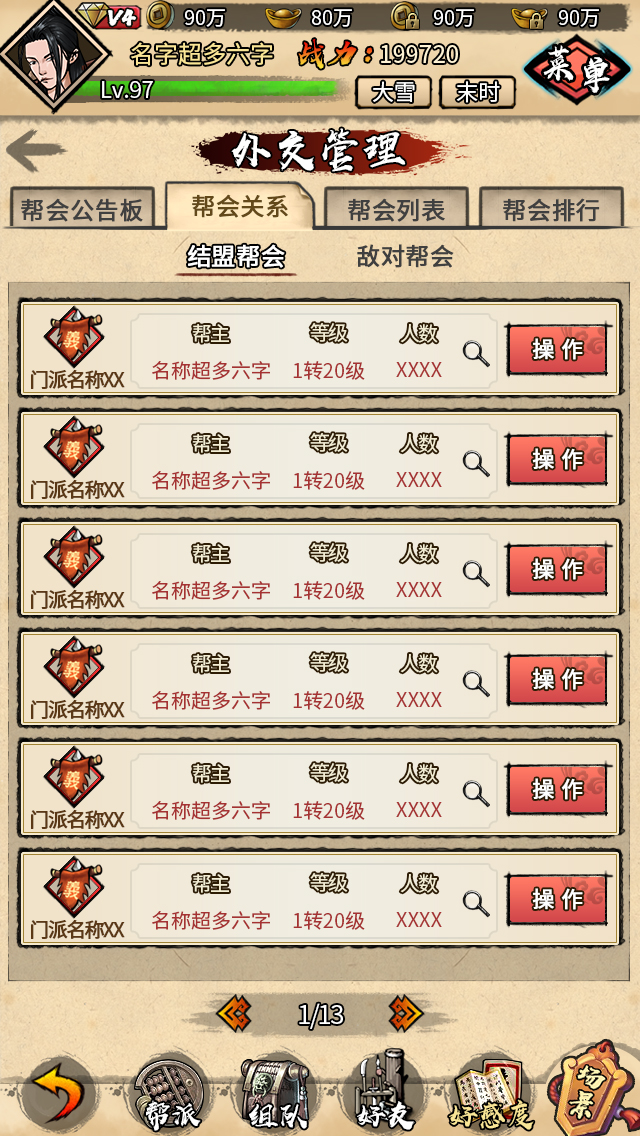 V4 90万 80万 90万 90万
名字超多六字 战力：199720
菜单
Lv.97 大雪 末时
外交管理
帮会公告板 帮会关系 帮会列表 帮会排行
结盟帮会 敌对帮会
帮主 等级 人数
義 操作
名称超多六字 1转20级 XXXX
门派名称XX
帮主 等级 人数
義 操作
名称超多六字 1转20级 XXXX
门派名称XX
帮主 等级 人数
義 操作
名称超多六字 1转20级 XXXX
门派名称XX
帮主 等级 人数
義 操作
名称超多六字 1转20级 XXXX
门派名称XX
帮主 等级 人数
義 操作
名称超多六字 1转20级 XXXX
门派名称XX
帮主 等级 人数
義 操作
名称超多六字 1转20级 XXXX
门派名称XX
1/13
帮派 组队 好友 好感度 场景